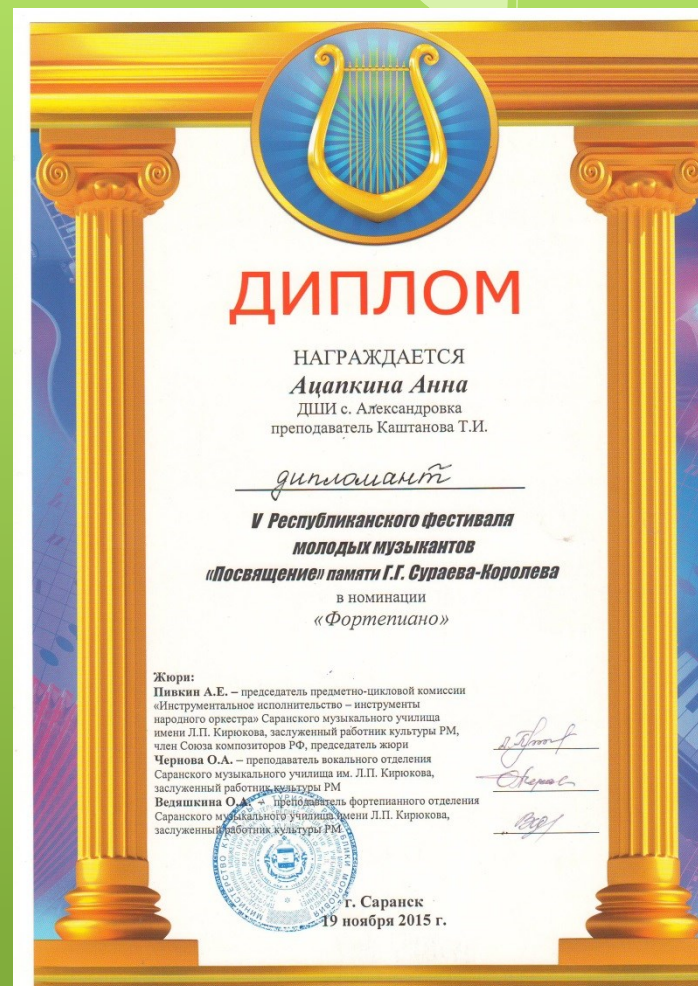 ДИПЛОМ
НАГРАЖДАЕТСЯ
Ацапкина Анна
ДШИ с. Александровка
преподаватель Каштанова Т.И.
дипломант
V Республиканского фестиваля
молодых музыкантов
«Посвящение» памяти Г.Г. Сураева-Королева
в номинации
«Фортепиано»
Жюри:
Пивкин А.Е. – председатель предметно-цикловой комиссии
«Инструментальное исполнительство – инструменты
народного оркестра» Саранского музыкального училища
имени Л.П. Кирюкова, заслуженный работник культуры РМ,
член Союза композиторов РФ, председатель жюри
Чернова О.А. – преподаватель вокального отделения
Саранского музыкального училища им. Л.П. Кирюкова,
заслуженный работник культуры РМ
Ведяшкина О.А. – преподаватель фортепианного отделения
Саранского музыкального училища имени Л.П. Кирюкова,
заслуженный работник культуры РМ
г. Саранск
19 ноября 2015 г.